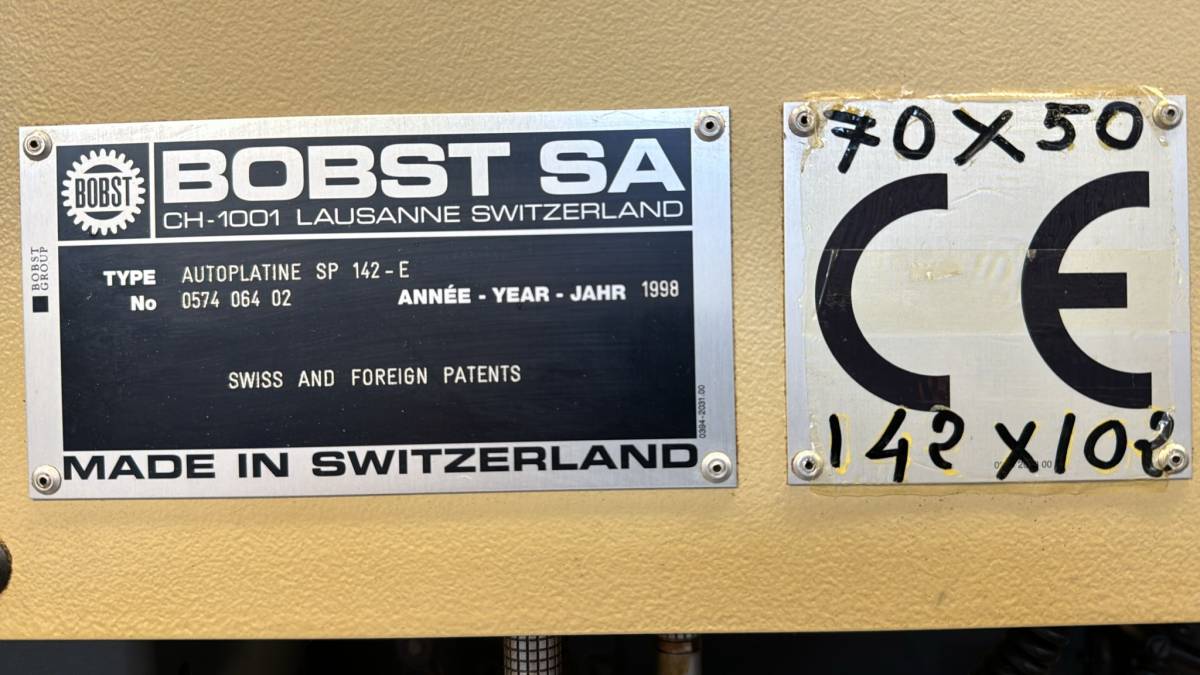 BOBST
BOBST SA
CH-1001 LAUSANNE SWITZERLAND
BOBST
GROUP
TYPE AUTOPLATINE SP 142-E
No 0574 064 02 ANNÉE - YEAR - JAHR 1998
SWISS AND FOREIGN PATENTS
0394-2031.00
MADE IN SWITZERLAND
70X50
CE
142X102